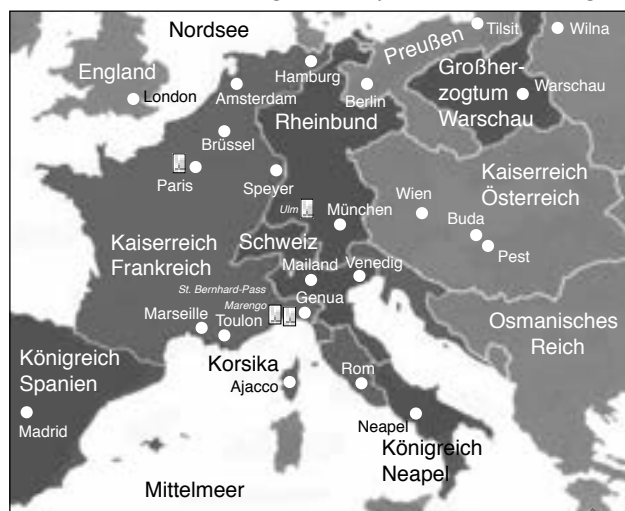 Nordsee
Tilsit
Wilna
Preußen
England
Hamburg
Großher-
zogtum
Warschau
Warschau
London
Amsterdam
Berlin
Rheinbund
Brüssel
Paris
Speyer
Kaiserreich
Österreich
Wien
Ulm
München
Buda
Pest
Kaiserreich
Frankreich
Schweiz
Mailand
Venedig
St. Bernhard-Pass
Marengo
Genua
Marseille
Toulon
Osmanisches
Reich
Königreich
Spanien
Korsika
Ajacco
Rom
Madrid
Neapel
Königreich
Neapel
Mittelmeer